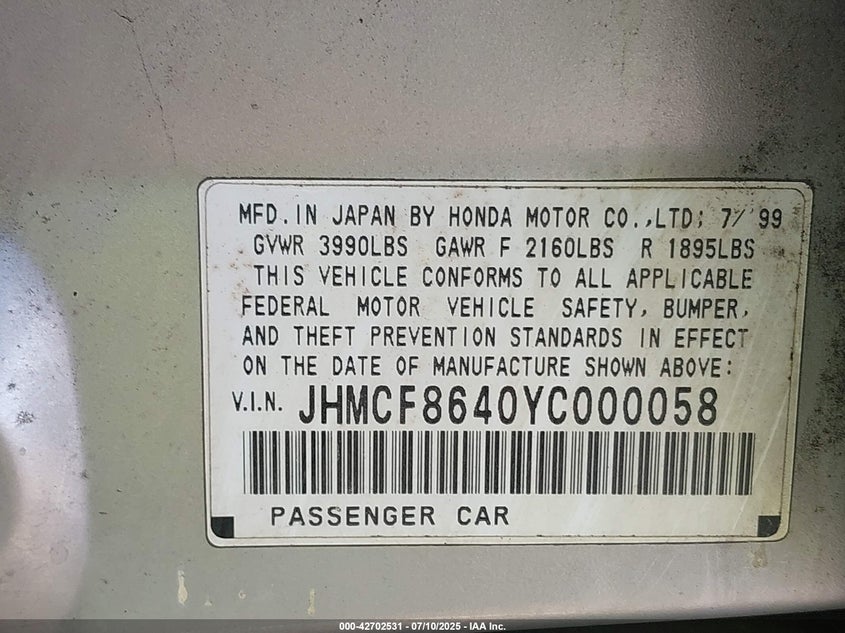 MFD. IN JAPAN BY HONDA MOTOR CO.,LTD; 7/ 99
GVWR 3990LBS GAWR F 2160LBS R 1895LBS
THIS VEHICLE CONFORMS TO ALL APPLICABLE
FEDERAL MOTOR VEHICLE SAFETY, BUMPER,
AND THEFT PREVENTION STANDARDS IN EFFECT
ON THE DATE OF MANUFACTURE SHOWN ABOVE:
V.I.N. JHMCF8640YC000058
PASSENGER CAR
000-42702531 - 07/10/2025 - IAA Inc.